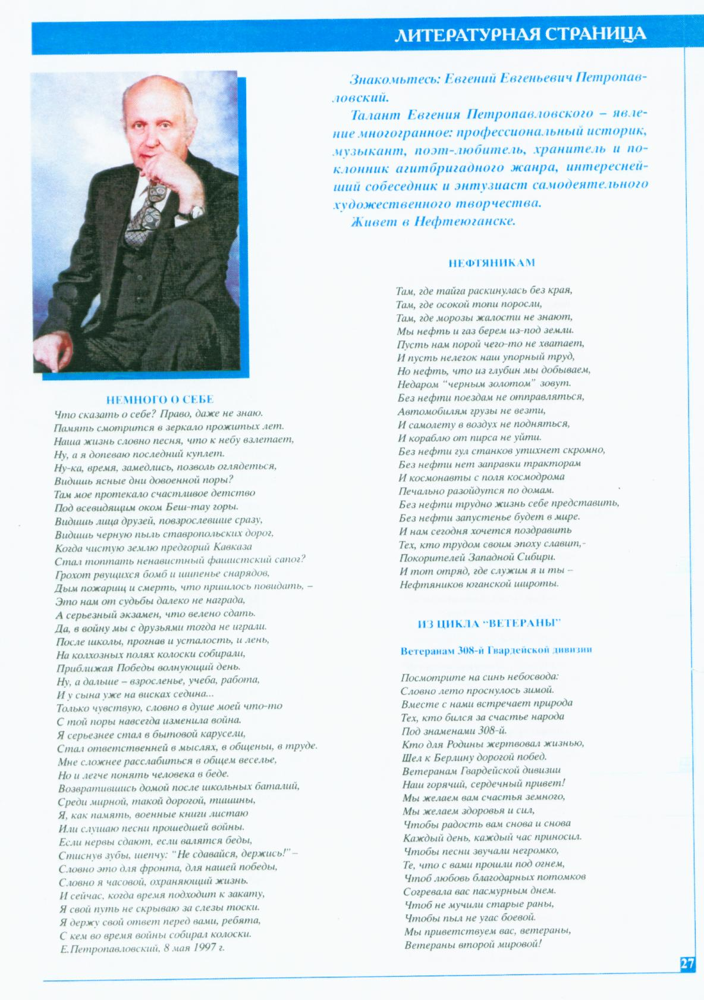 ЛИТЕРАТУРНАЯ СТРАНИЦА
Знакомьтесь: Евгений Евгеньевич Петропав-
ловский.
Талант Евгения Петропавловского – явле-
ние многогранное: профессиональный историк,
музыкант, поэт-любитель, хранитель и по-
клонник агитбригадного жанра, интересней-
ший собеседник и энтузиаст самодеятельного
художественного творчества.
Живет в Нефтеюганске.
НЕМНОГО О СЕБЕ
Что сказать о себе? Право, даже не знаю.
Память смотрится в зеркало прожитых лет.
Наша жизнь словно песня, что к небу взлетает,
Ну, а я допеваю последний куплет.
Ну-ка, время, замедлись, позволь оглядеться,
Видишь ясные дни довоенной поры?
Там мое протекало счастливое детство
Под всевидящим оком Беш-тау горы.
Видишь лица друзей, повзрослевшие сразу,
Видишь черную пыль ставропольских дорог,
Когда чистую землю предгорий Кавказа
Стал топтать ненавистный фашистский сапог?
Грохот рвущихся бомб и шипенье снарядов,
Дым пожарищ и смерть, что пришлось повидать, –
Это нам от судьбы далеко не награда,
А серьезный экзамен, что велено сдать.
Да, в войну мы с друзьями тогда не играли.
После школы, прогнав и усталость, и лень,
На колхозных полях колоски собирали,
Приближая Победы волнующий день.
Ну, а дальше – взросленье, учеба, работа,
И у сына уже на висках седина...
Только чувствую, словно в душе моей что-то
С той поры навсегда изменила война.
Я серьезнее стал в бытовой карусели,
Стал ответственней в мыслях, в общеньи, в труде.
Мне сложнее расслабиться в общем веселье,
Но и легче понять человека в беде.
Возвратившись домой после школьных баталий,
Среди мирной, такой дорогой, тишины,
Я, как память, военные книги листаю
Или слушаю песни прошедшей войны.
Если нервы сдают, если валятся беды,
Стиснув зубы, шепчу: "Не сдавайся, держись!" –
Словно это для фронта, для нашей победы,
Словно я часовой, охраняющий жизнь.
И сейчас, когда время подходит к закату,
Я свой путь не скрываю за слезы тоски.
Я держу свой ответ перед вами, ребята,
С кем во время войны собирал колоски.
Е.Петропавловский, 8 мая 1997 г.
НЕФТЯНИКАМ
Там, где тайга раскинулась без края,
Там, где осокой топи поросли,
Там, где морозы жалости не знают,
Мы нефть и газ берем из-под земли.
Пусть нам порой чего-то не хватает,
И пусть нелегок наш упорный труд,
Но нефть, что из глубин мы добываем,
Недаром "черным золотом" зовут.
Без нефти поездам не отправляться,
Автомобилям грузы не везти,
И самолету в воздух не подняться,
И кораблю от пирса не уйти.
Без нефти гул станков утихнет скромно,
Без нефти нет заправки тракторам
И космонавты с поля космодрома
Печально разойдутся по домам.
Без нефти трудно жизнь себе представить,
Без нефти запустенье будет в мире.
И нам сегодня хочется поздравить
Тех, кто трудом своим эпоху славит,-
Покорителей Западной Сибири.
И тот отряд, где служим я и ты –
Нефтяников юганской широты.
ИЗ ЦИКЛА "ВЕТЕРАНЫ"
Ветеранам 308-й Гвардейской дивизии
Посмотрите на синь небосвода:
Словно лето проснулось зимой.
Вместе с нами встречает природа
Тех, кто бился за счастье народа
Под знаменами 308-й.
Кто для Родины жертвовал жизнью,
Шел к Берлину дорогой побед.
Ветеранам Гвардейской дивизии
Наш горячий, сердечный привет!
Мы желаем вам счастья земного,
Мы желаем здоровья и сил,
Чтобы радость вам снова и снова
Каждый день, каждый час приносил.
Чтобы песни звучали негромко,
Те, что с вами прошли под огнем,
Чтоб любовь благодарных потомков
Согревала вас пасмурным днем.
Чтоб не мучили старые раны,
Чтобы пыл не угас боевой.
Мы приветствуем вас, ветераны,
Ветераны второй мировой!
27